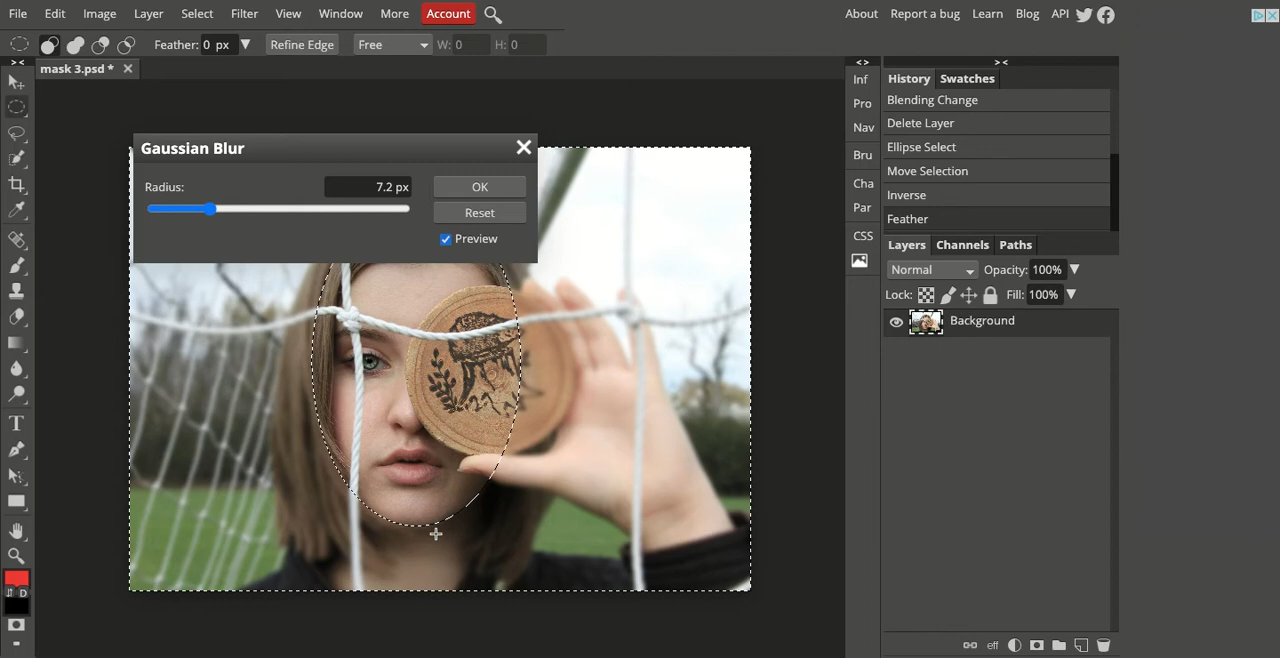 File Edit Image Layer Select Filter View Window More Account About Report a bug Learn Blog API
Feather: 0 px Refine Edge Free W: 0 H: 0
> < < > > <
mask 3.psd *
Inf
Pro
Nav
Bru
Cha
Par
CSS
History Swatches
Blending Change
Delete Layer
Ellipse Select
Move Selection
Inverse
Feather
Layers Channels Paths
Normal Opacity: 100%
Lock: Fill: 100%
Background
Gaussian Blur
Radius: 7.2 px OK
Reset
Preview
T
D
eff